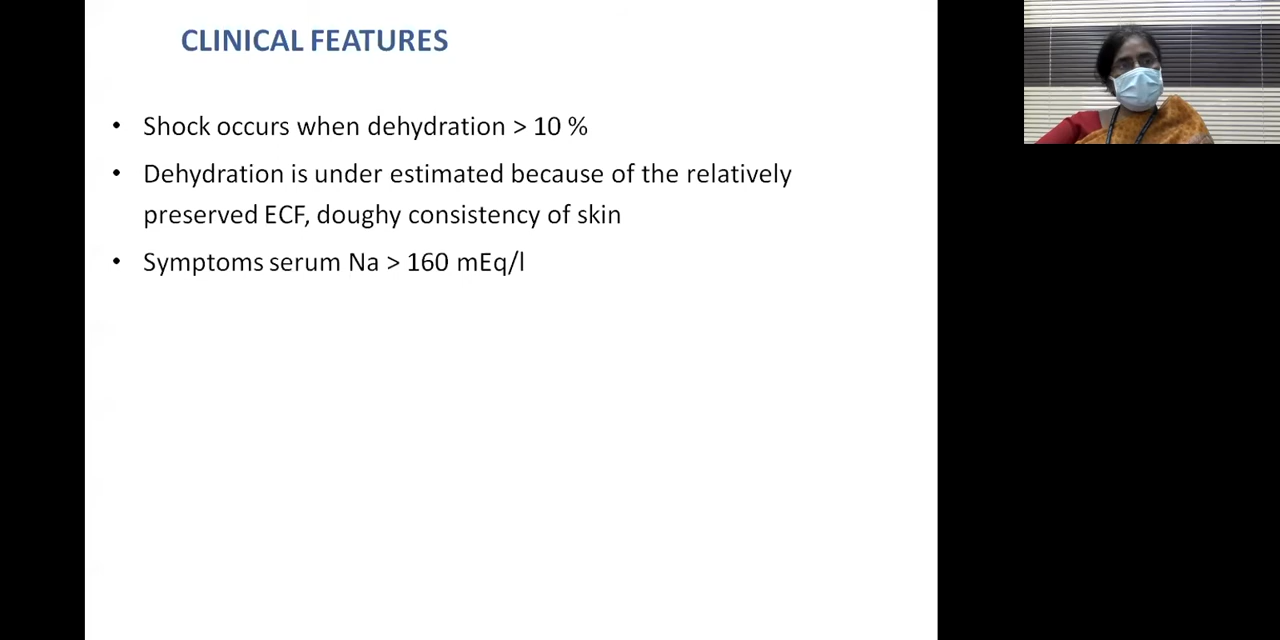 CLINICAL FEATURES
• Shock occurs when dehydration > 10 %
• Dehydration is under estimated because of the relatively
preserved ECF, doughy consistency of skin
• Symptoms serum Na > 160 mEq/l